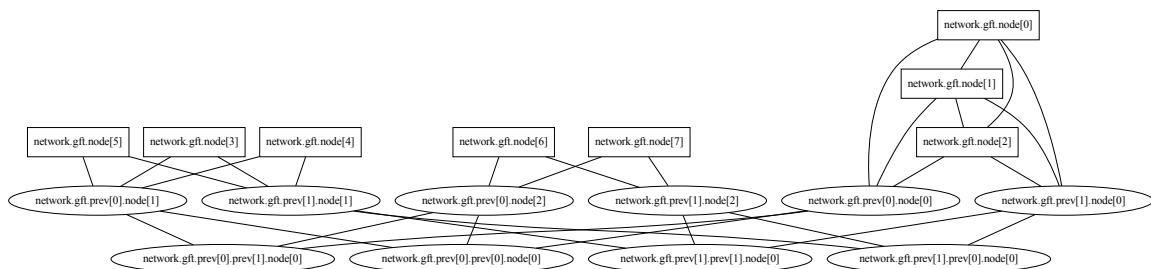 network.gft.node[0]
network.gft.node[1]
network.gft.node[5]
network.gft.node[3]
network.gft.node[4]
network.gft.node[6]
network.gft.node[7]
network.gft.node[2]
network.gft.prev[0].node[1]
network.gft.prev[1].node[1]
network.gft.prev[0].node[2]
network.gft.prev[1].node[2]
network.gft.prev[0].node[0]
network.gft.prev[1].node[0]
network.gft.prev[0].prev[1].node[0]
network.gft.prev[0].prev[0].node[0]
network.gft.prev[1].prev[1].node[0]
network.gft.prev[1].prev[0].node[0]